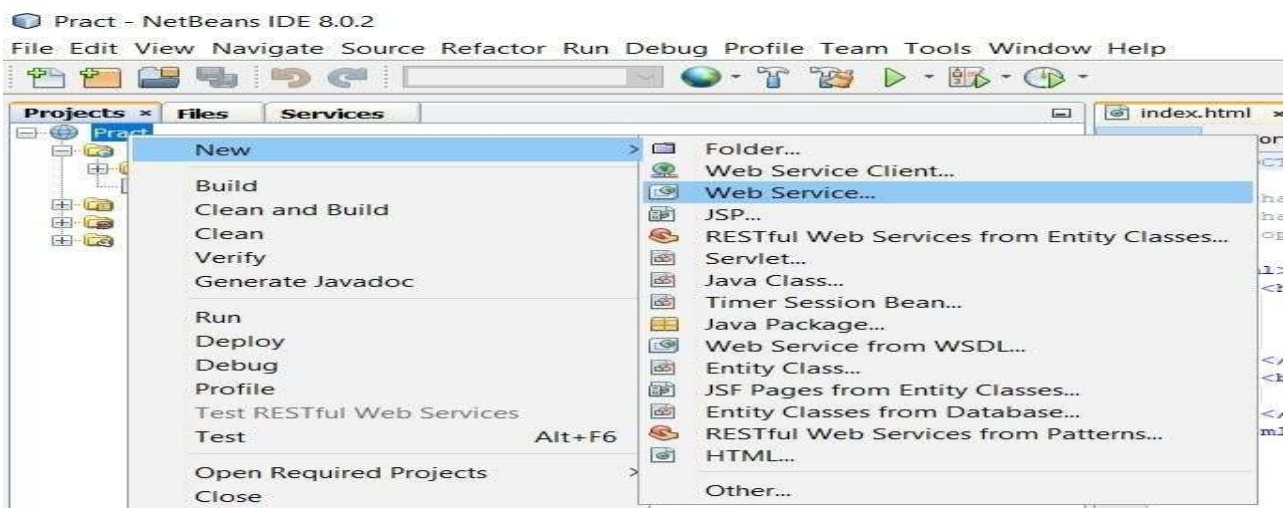 Pract - NetBeans IDE 8.0.2
File Edit View Navigate Source Refactor Run Debug Profile Team Tools Window Help
Projects × Files Services
index.html ×
Pract
New >
Build
Clean and Build
Clean
Verify
Generate Javadoc
Run
Deploy
Debug
Profile
Test RESTful Web Services
Test Alt+F6
Open Required Projects >
Close
Folder...
Web Service Client...
Web Service...
JSP...
RESTful Web Services from Entity Classes...
Servlet...
Java Class...
Timer Session Bean...
Java Package...
Web Service from WSDL...
Entity Class...
JSF Pages from Entity Classes...
Entity Classes from Database...
RESTful Web Services from Patterns...
HTML...
Other...